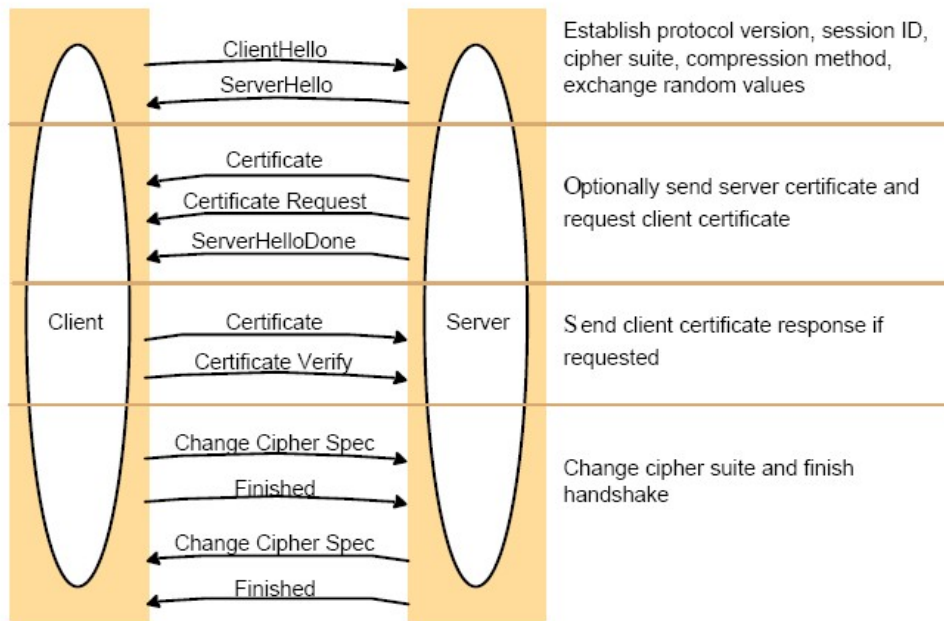 ClientHello
ServerHello
Establish protocol version, session ID,
cipher suite, compression method,
exchange random values
Certificate
Certificate Request
ServerHelloDone
Optionally send server certificate and
request client certificate
Client
Server
Certificate
Certificate Verify
Send client certificate response if
requested
Change Cipher Spec
Finished
Change Cipher Spec
Finished
Change cipher suite and finish
handshake